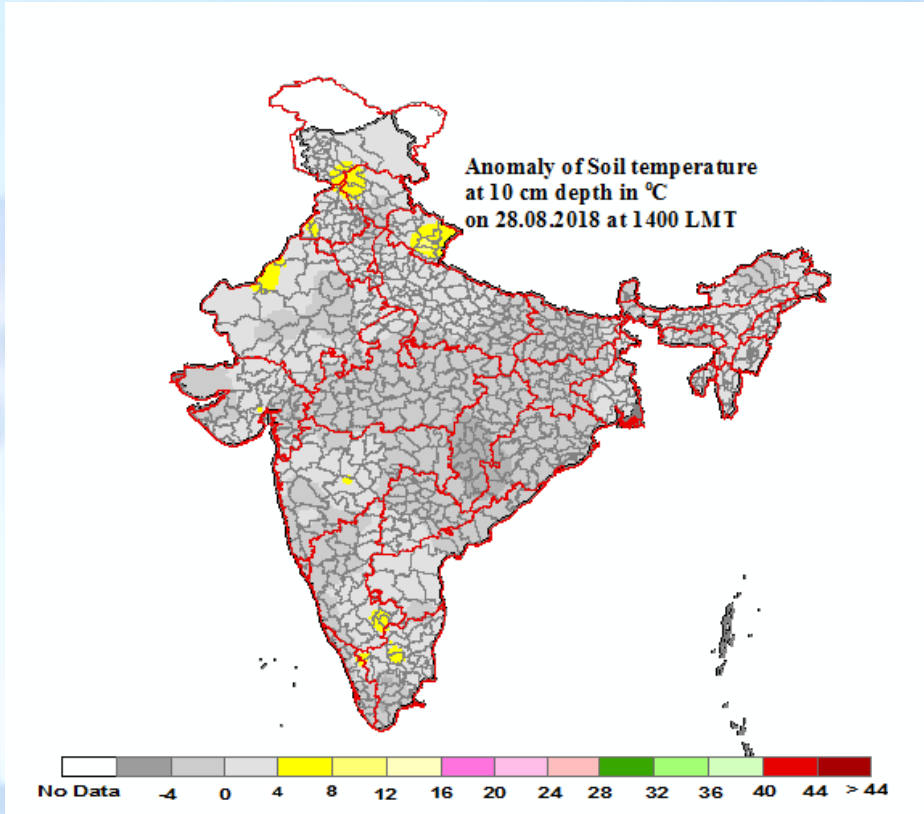 Anomaly of Soil temperature
at 10 cm depth in ⁰C
on 28.08.2018 at 1400 LMT
No Data -4 0 4 8 12 16 20 24 28 32 36 40 44 > 44